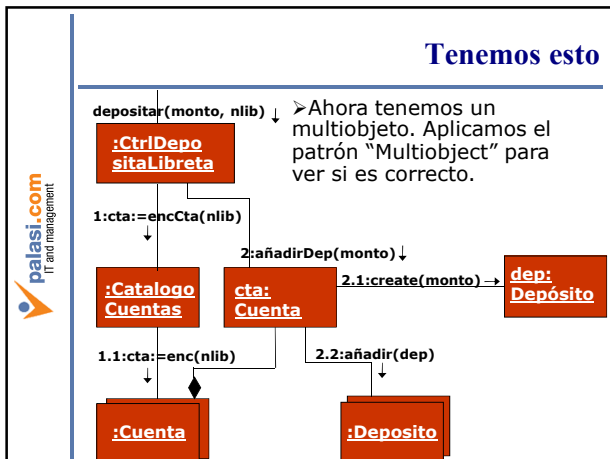 Tenemos esto
depositar(monto, nlib)
➢Ahora tenemos un
multiobjeto. Aplicamos el
patrón “Multiobject” para
ver si es correcto.
:CtrlDepo
sitaLibreta
palasi.com
IT and management
1:cta:=encCta(nlib)
2:añadirDep(monto)
2.1:create(monto)
dep:
Depósito
:Catalogo
Cuentas
cta:
Cuenta
1.1:cta:=enc(nlib)
2.2:añadir(dep)
:Cuenta
:Deposito